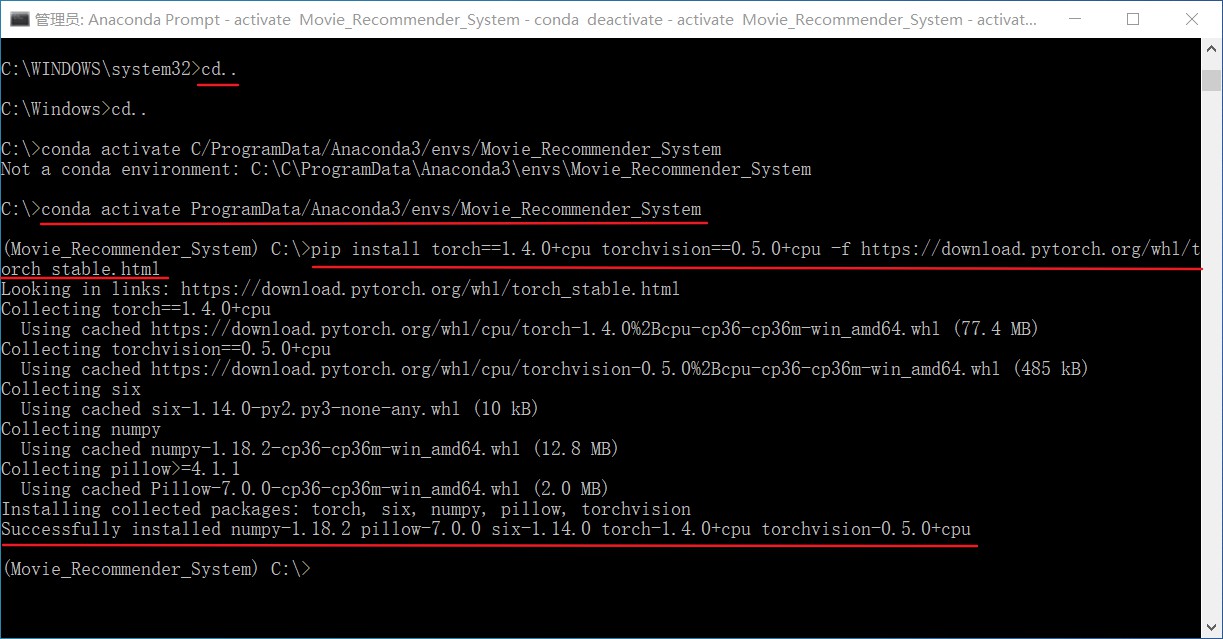 管理员: Anaconda Prompt - activate  Movie_Recommender_System - conda  deactivate - activate  Movie_Recommender_System - activat...
C:\WINDOWS\system32>cd..
C:\Windows>cd..
C:\>conda activate C/ProgramData/Anaconda3/envs/Movie_Recommender_System
Not a conda environment: C:\C\ProgramData\Anaconda3\envs\Movie_Recommender_System
C:\>conda activate ProgramData/Anaconda3/envs/Movie_Recommender_System
(Movie_Recommender_System) C:\>pip install torch==1.4.0+cpu torchvision==0.5.0+cpu -f https://download.pytorch.org/whl/t
orch_stable.html
Looking in links: https://download.pytorch.org/whl/torch_stable.html
Collecting torch==1.4.0+cpu
  Using cached https://download.pytorch.org/whl/cpu/torch-1.4.0%2Bcpu-cp36-cp36m-win_amd64.whl (77.4 MB)
Collecting torchvision==0.5.0+cpu
  Using cached https://download.pytorch.org/whl/cpu/torchvision-0.5.0%2Bcpu-cp36-cp36m-win_amd64.whl (485 kB)
Collecting six
  Using cached six-1.14.0-py2.py3-none-any.whl (10 kB)
Collecting numpy
  Using cached numpy-1.18.2-cp36-cp36m-win_amd64.whl (12.8 MB)
Collecting pillow>=4.1.1
  Using cached Pillow-7.0.0-cp36-cp36m-win_amd64.whl (2.0 MB)
Installing collected packages: torch, six, numpy, pillow, torchvision
Successfully installed numpy-1.18.2 pillow-7.0.0 six-1.14.0 torch-1.4.0+cpu torchvision-0.5.0+cpu
(Movie_Recommender_System) C:\>